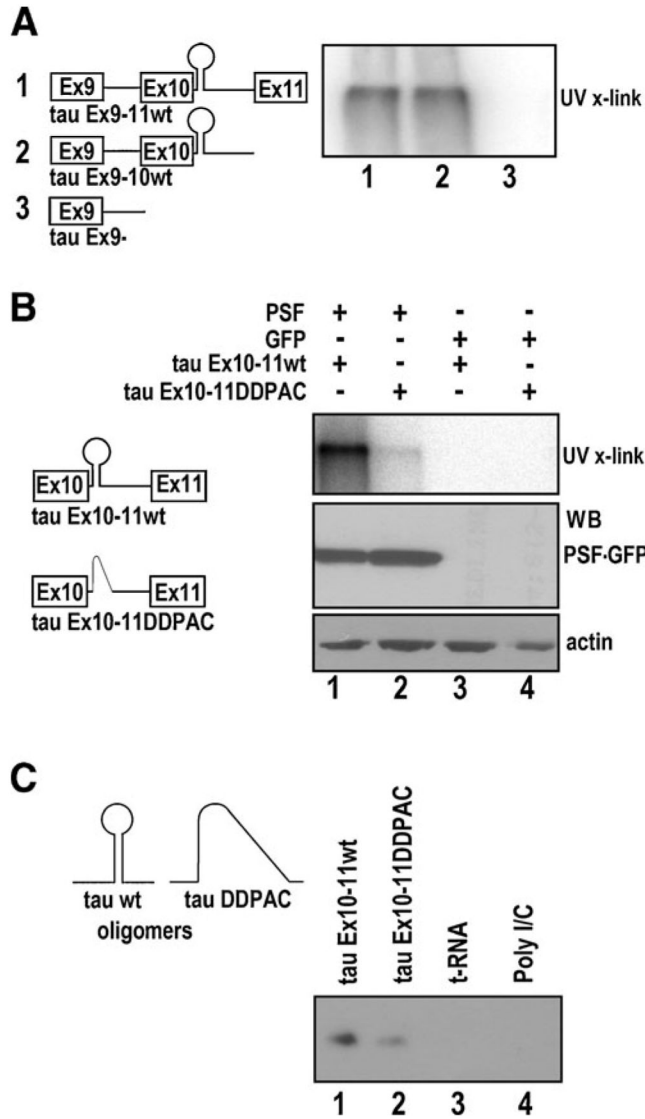 A
1 Ex9 Ex10 Ex11
tau Ex9-11wt
2 Ex9 Ex10
tau Ex9-10wt
3 Ex9
tau Ex9-
UV x-link
1 2 3
B
PSF + + - -
GFP - - + +
tau Ex10-11wt + - + -
tau Ex10-11DDPAC - + - +
Ex10 Ex11
tau Ex10-11wt
Ex10 Ex11
tau Ex10-11DDPAC
UV x-link
WB
PSF·GFP
actin
1 2 3 4
C
tau wt tau DDPAC
oligomers
tau Ex10-11wt
tau Ex10-11DDPAC
t-RNA
Poly I/C
1 2 3 4